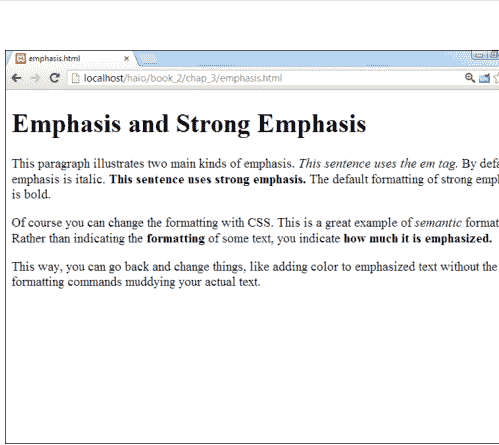 emphasis.html
localhost/haio/book_2/chap_3/emphasis.html
Emphasis and Strong Emphasis
This paragraph illustrates two main kinds of emphasis. This sentence uses the em tag. By defa
emphasis is italic. This sentence uses strong emphasis. The default formatting of strong emp
is bold.
Of course you can change the formatting with CSS. This is a great example of semantic format
Rather than indicating the formatting of some text, you indicate how much it is emphasized.
This way, you can go back and change things, like adding color to emphasized text without the
formatting commands muddying your actual text.